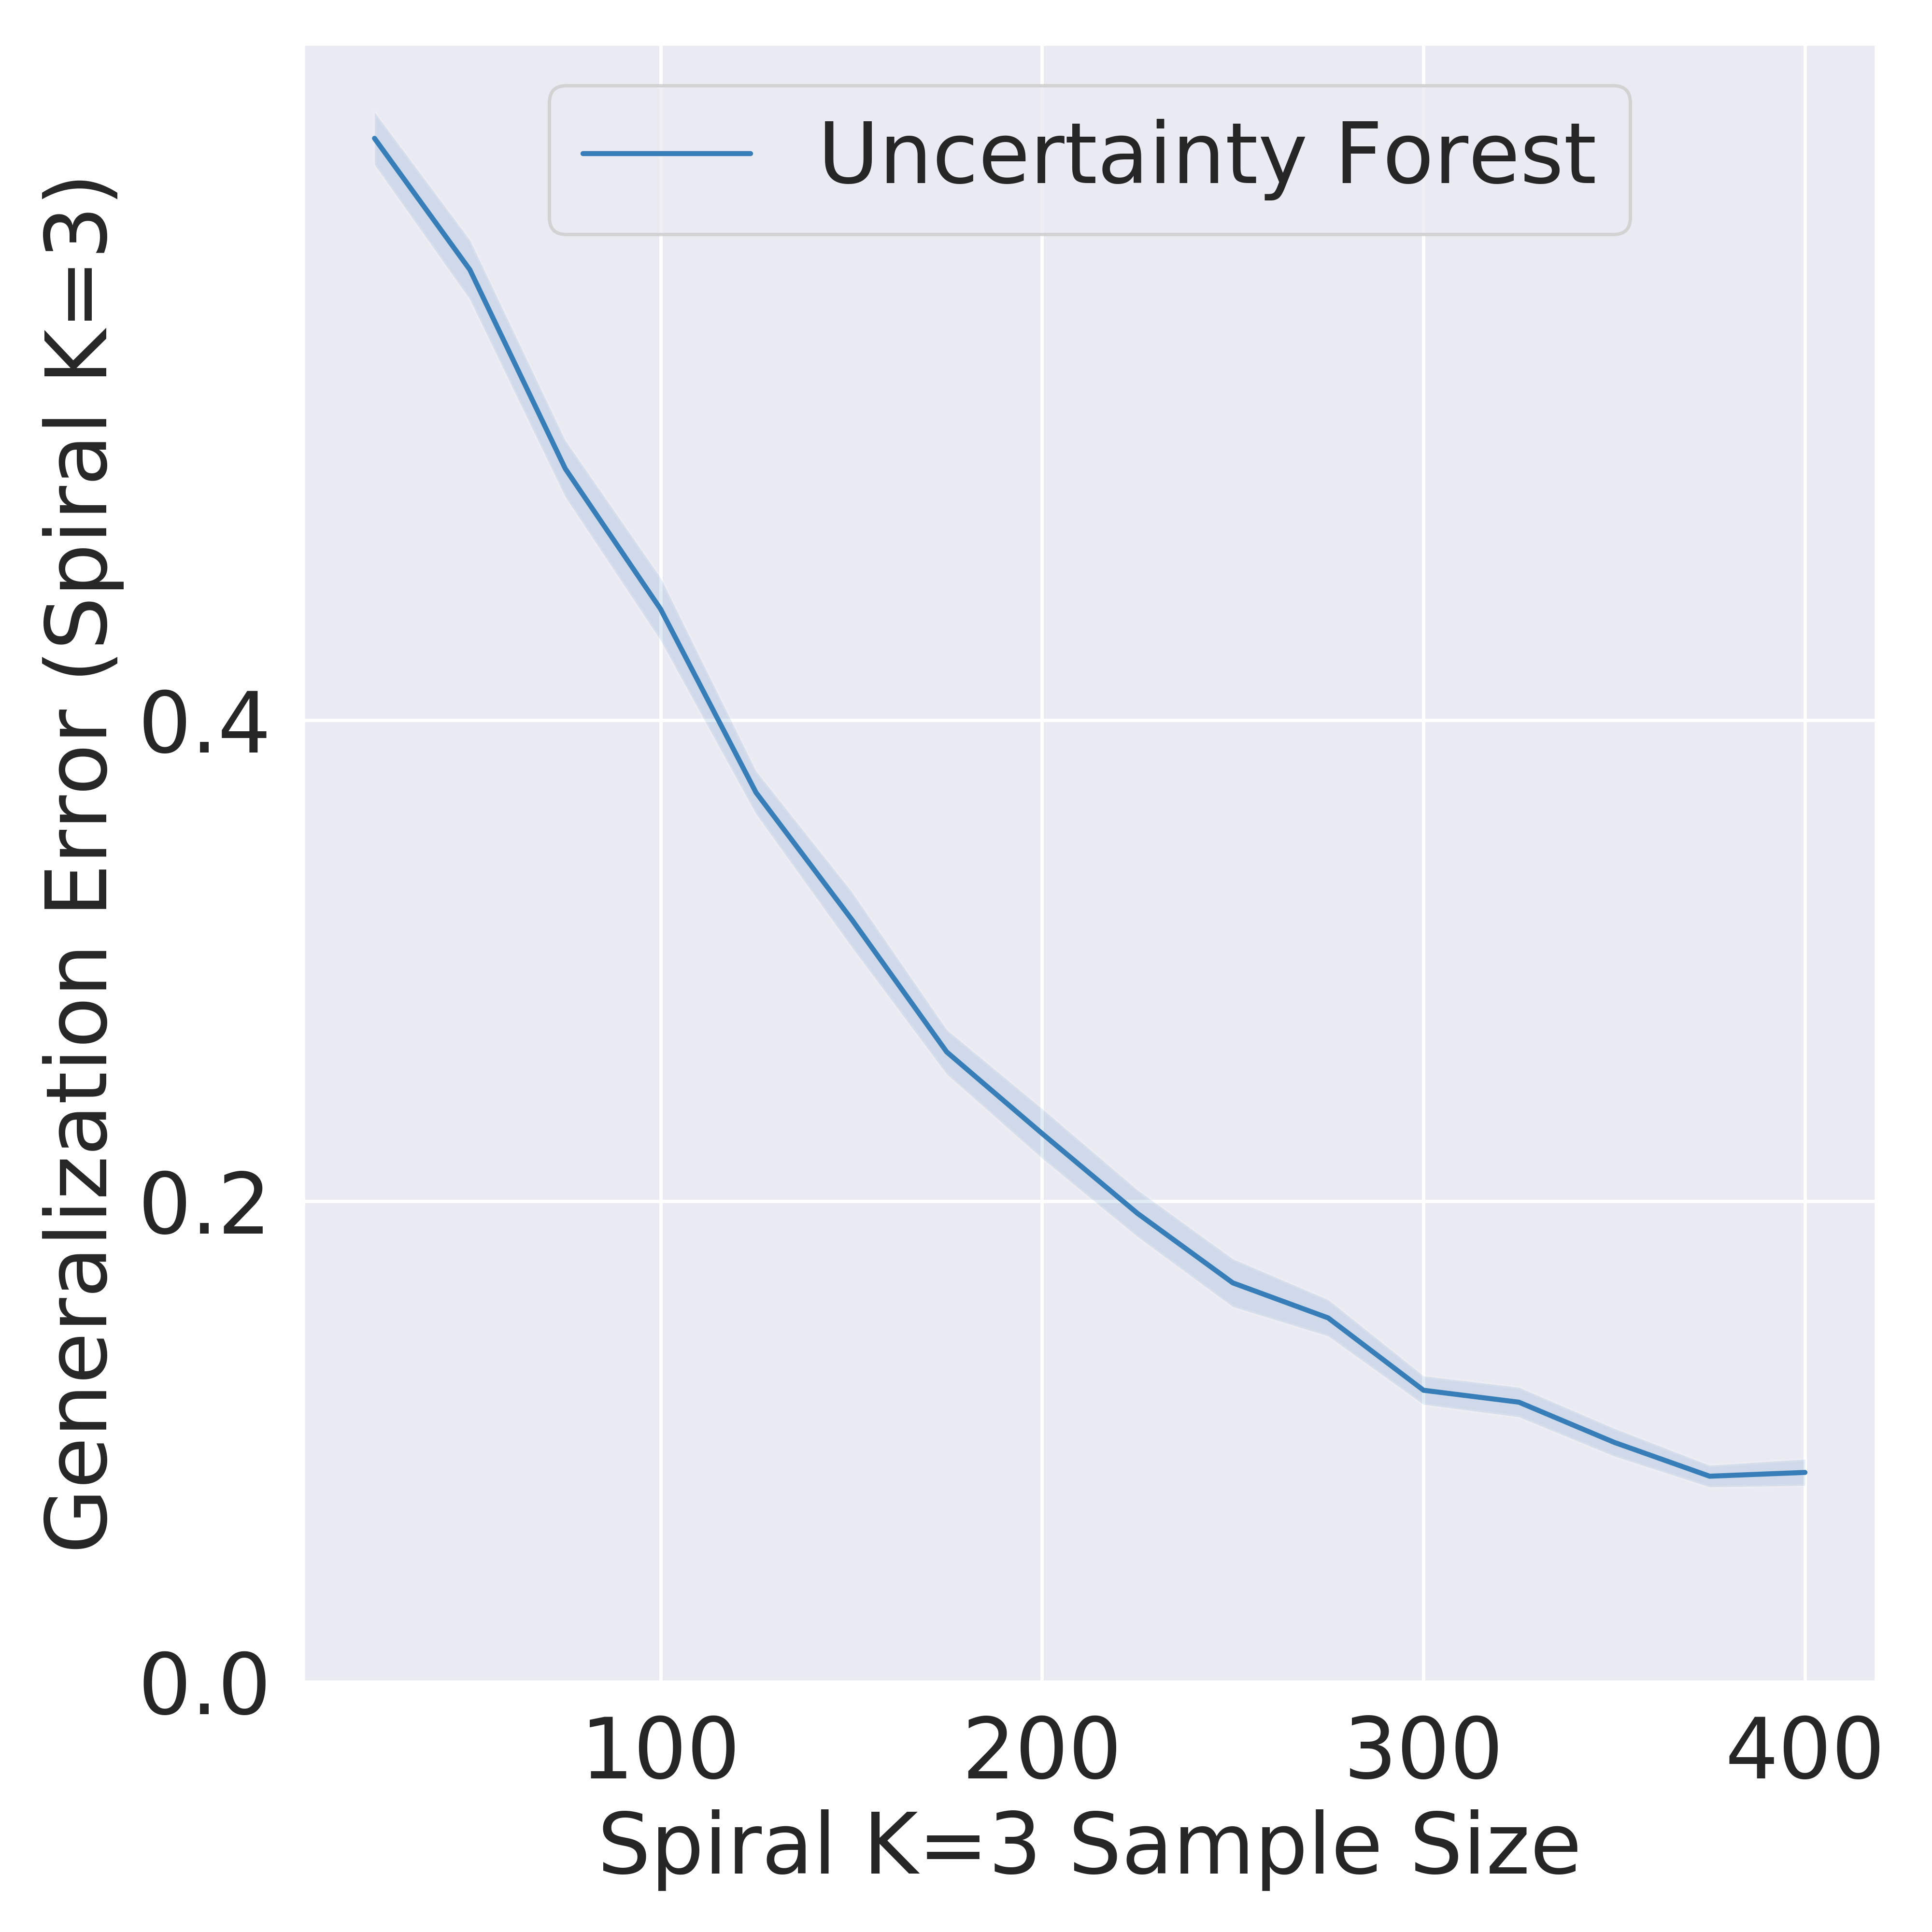 Uncertainty Forest
Generalization Error (Spiral K=3)
0.4
0.2
0.0
100 200 300 400
Spiral K=3 Sample Size